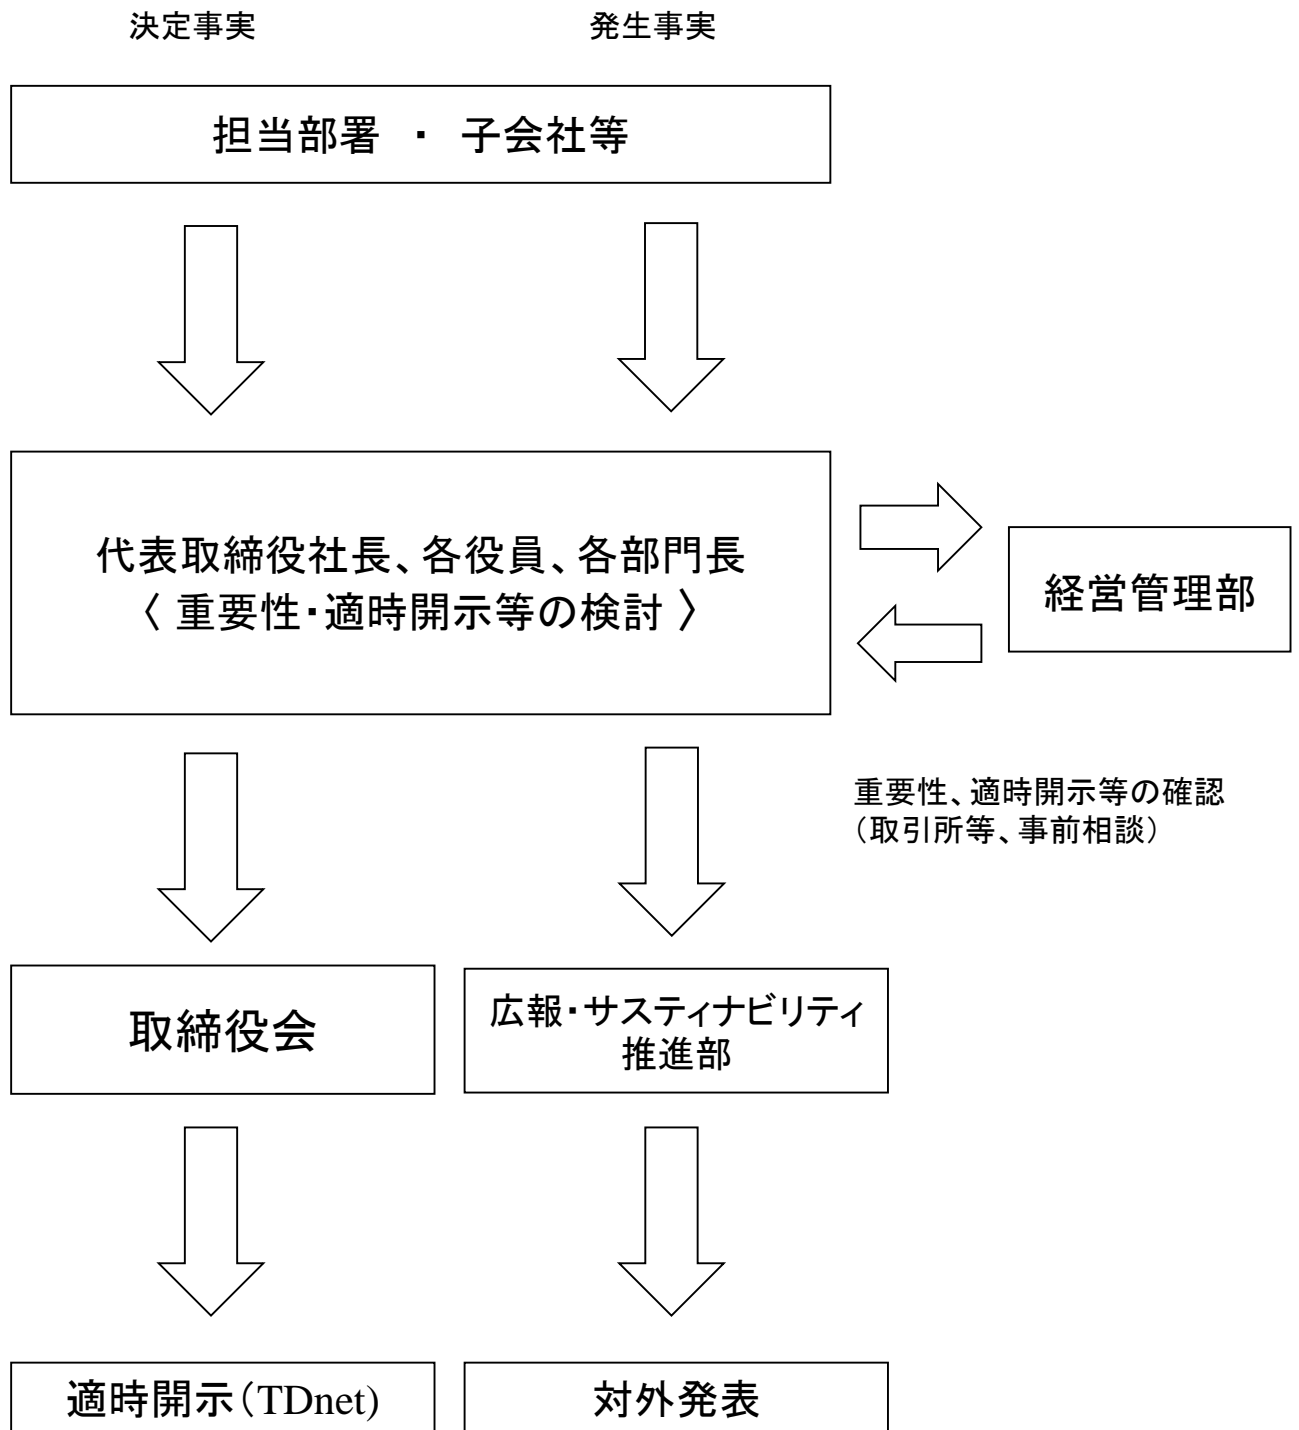 決定事実
発生事実
担当部署 ・ 子会社等
代表取締役社長、各役員、各部門長
〈 重要性・適時開示等の検討 〉
経営管理部
重要性、適時開示等の確認
（取引所等、事前相談）
取締役会
広報・サスティナビリティ
推進部
適時開示（TDnet)
対外発表